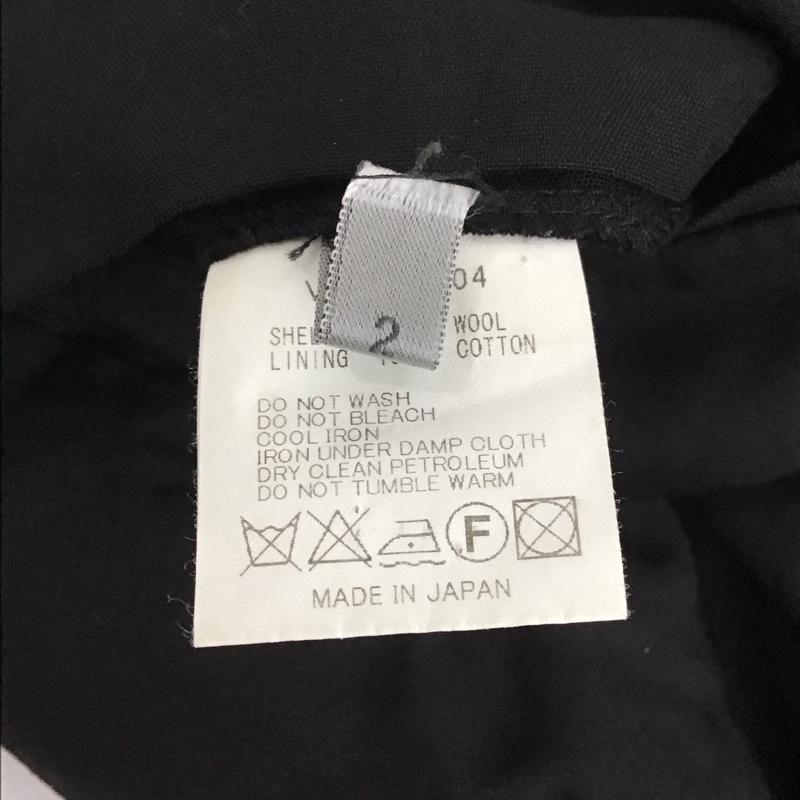 04
2
WOOL
LINING COTTON
DO NOT WASH
DO NOT BLEACH
COOL IRON
IRON UNDER DAMP CLOTH
DRY CLEAN PETROLEUM
DO NOT TUMBLE WARM
F
MADE IN JAPAN